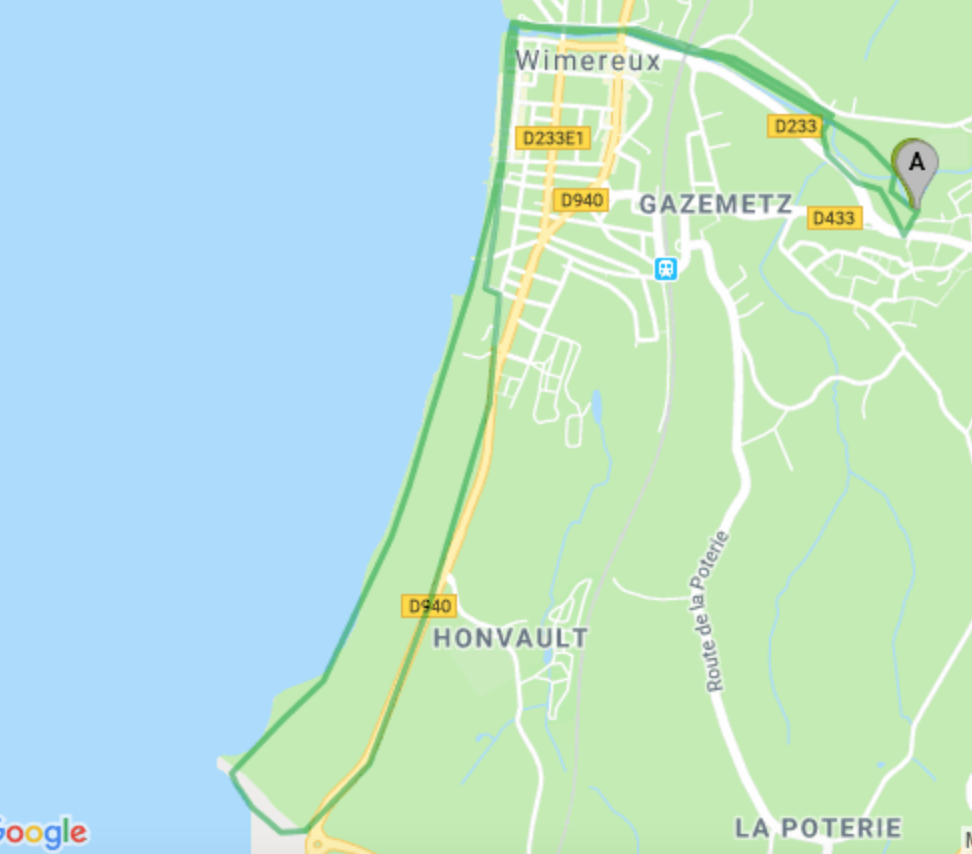 Wimereux
D233
D233E1
A
D940
GAZEMETZ
D433
D940
HONVAULT
Route de la Poterie
LA POTERIE
Google